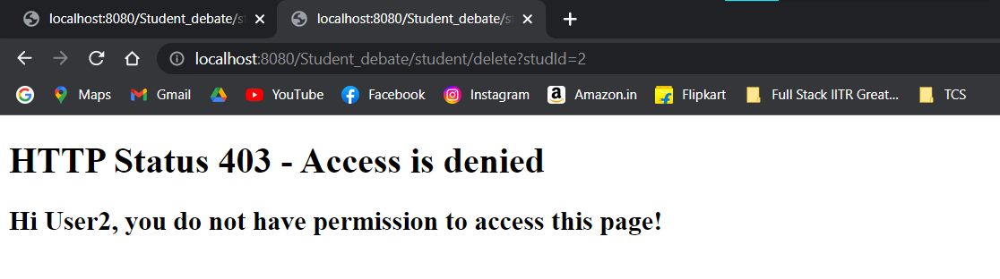 localhost:8080/Student_debate/s
localhost:8080/Student_debate/s
localhost:8080/Student_debate/student/delete?studId=2
Maps
Gmail
YouTube
Facebook
Instagram
Amazon.in
Flipkart
Full Stack IITR Great...
TCS
HTTP Status 403 - Access is denied
Hi User2, you do not have permission to access this page!